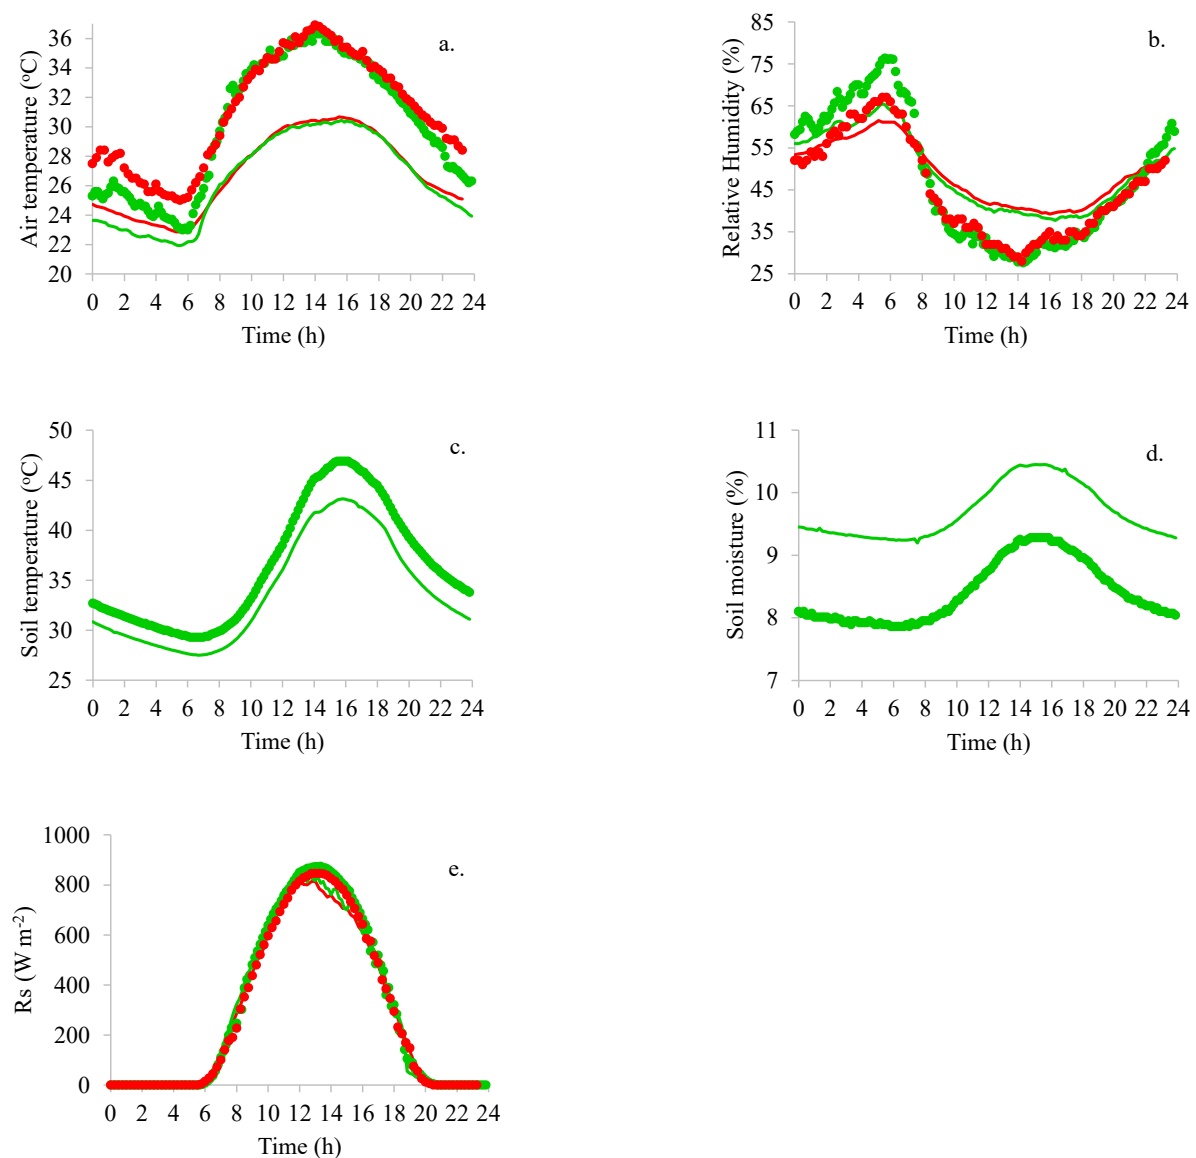 a.
Air temperature (°C)
36
34
32
30
28
26
24
22
20
0 2 4 6 8 10 12 14 16 18 20 22 24
Time (h)
b.
Relative Humidity (%)
85
75
65
55
45
35
25
0 2 4 6 8 10 12 14 16 18 20 22 24
Time (h)
c.
Soil temperature (°C)
50
45
40
35
30
25
0 2 4 6 8 10 12 14 16 18 20 22 24
Time (h)
d.
Soil moisture (%)
11
10
9
8
7
0 2 4 6 8 10 12 14 16 18 20 22 24
Time (h)
e.
Rs (W m-2)
1000
800
600
400
200
0
0 2 4 6 8 10 12 14 16 18 20 22 24
Time (h)